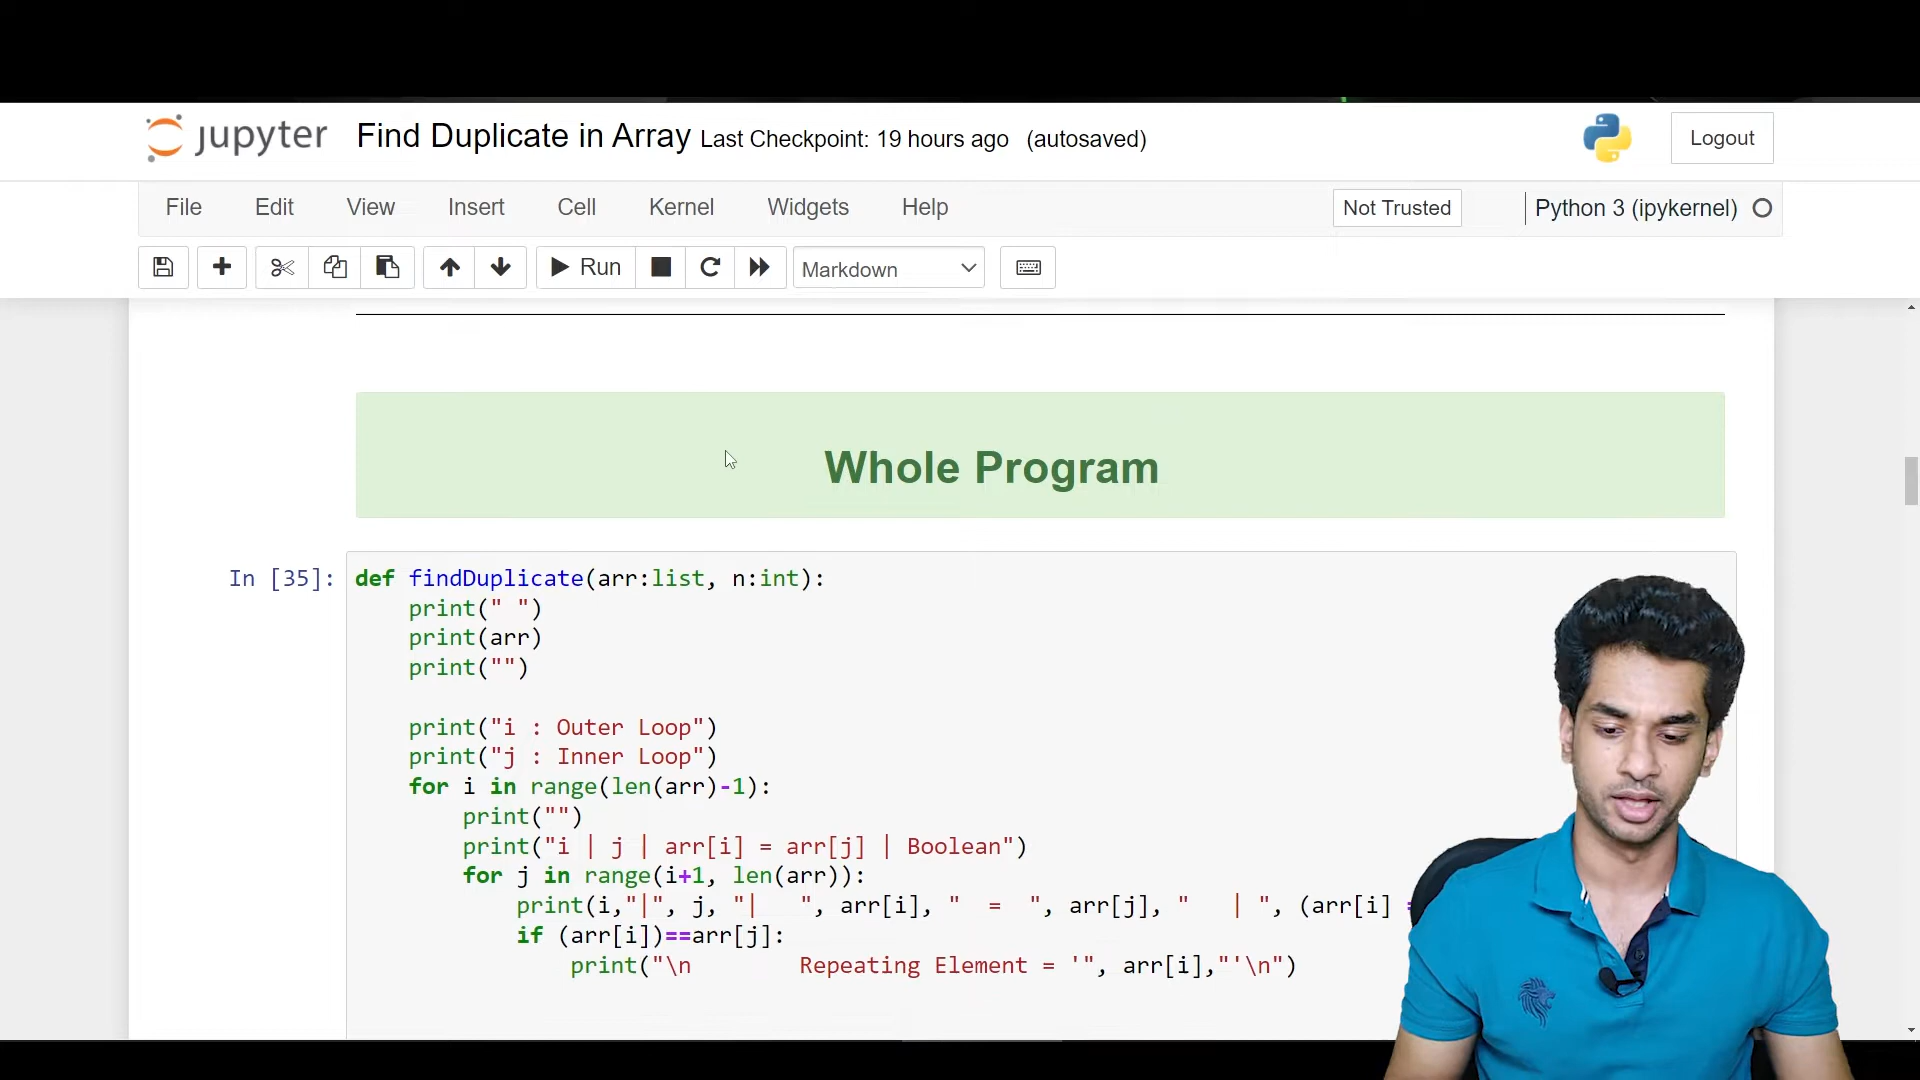 jupyter Find Duplicate in Array Last Checkpoint: 19 hours ago (autosaved) Logout
File Edit View Insert Cell Kernel Widgets Help Not Trusted Python 3 (ipykernel)
Run Markdown
Whole Program
In [35]: def findDuplicate(arr:list, n:int):
print(" ")
print(arr)
print("")
print("i : Outer Loop")
print("j : Inner Loop")
for i in range(len(arr)-1):
print("")
print("i | j | arr[i] = arr[j] | Boolean")
for j in range(i+1, len(arr)):
print(i,"|", j, "|   ", arr[i], "  =  ", arr[j], "   | ", (arr[i]
if (arr[i])==arr[j]:
print("\n        Repeating Element = '", arr[i],"'\n")